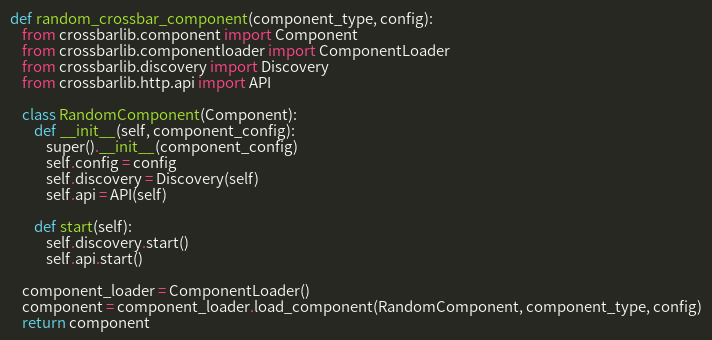 def random_crossbar_component(component_type, config):
from crossbarlib.component import Component
from crossbarlib.componentloader import ComponentLoader
from crossbarlib.discovery import Discovery
from crossbarlib.http.api import API
class RandomComponent(Component):
def __init__(self, component_config):
super().__init__(component_config)
self.config = config
self.discovery = Discovery(self)
self.api = API(self)
def start(self):
self.discovery.start()
self.api.start()
component_loader = ComponentLoader()
component = component_loader.load_component(RandomComponent, component_type, config)
return component